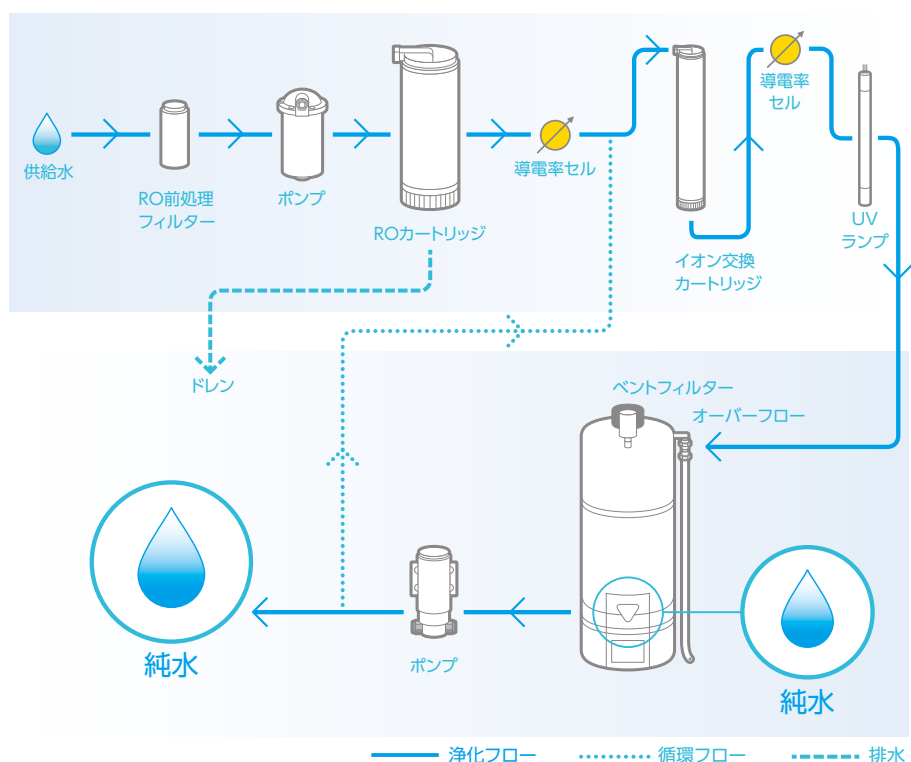 導電率
セル
供給水
RO前処理
フィルター
ポンプ
ROカートリッジ
導電率セル
イオン交換
カートリッジ
UV
ランプ
ドレン
ベントフィルター
オーバーフロー
純水
ポンプ
純水
浄化フロー
循環フロー
排水